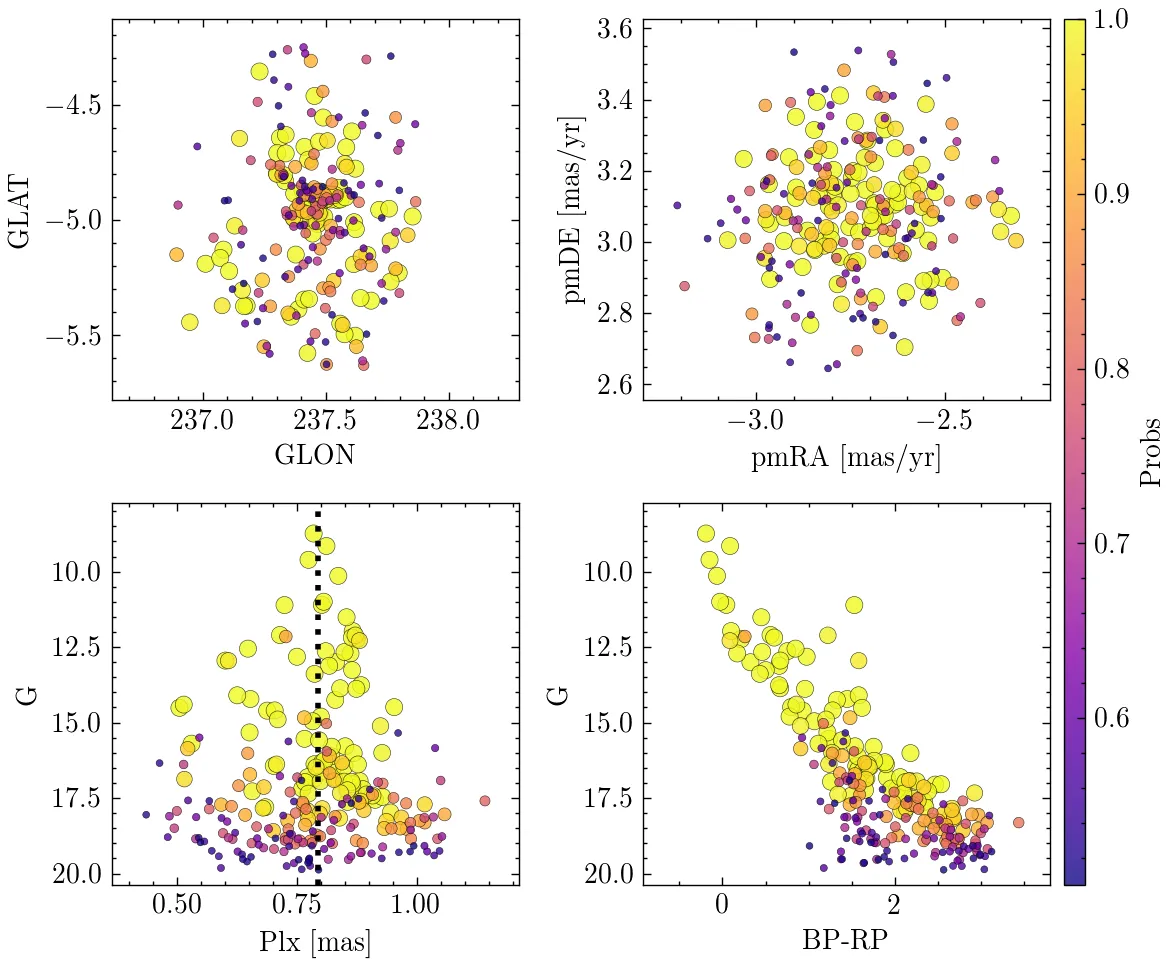 −4.5
−5.0
−5.5
GLAT
237.0 237.5 238.0
GLON
3.6
3.4
3.2
3.0
2.8
2.6
pmDE [mas/yr]
−3.0 −2.5
pmRA [mas/yr]
1.0
0.9
0.8
0.7
0.6
Probs
10.0
12.5
15.0
17.5
20.0
G
0.50 0.75 1.00
Plx [mas]
10.0
12.5
15.0
17.5
20.0
G
0 2
BP-RP